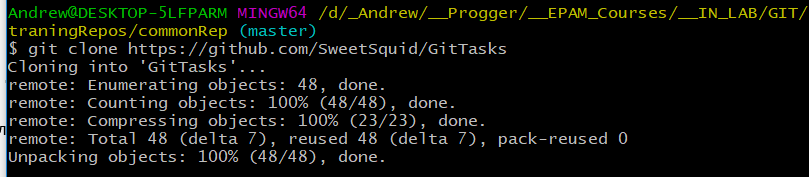 Andrew@DESKTOP-5LFPARM MINGW64 /d/_Andrew/__Progger/__EPAM_Courses/__IN_LAB/GIT/
traningRepos/commonRep (master)
$ git clone https://github.com/SweetSquid/GitTasks
Cloning into 'GitTasks'...
remote: Enumerating objects: 48, done.
remote: Counting objects: 100% (48/48), done.
remote: Compressing objects: 100% (23/23), done.
remote: Total 48 (delta 7), reused 48 (delta 7), pack-reused 0
Unpacking objects: 100% (48/48), done.